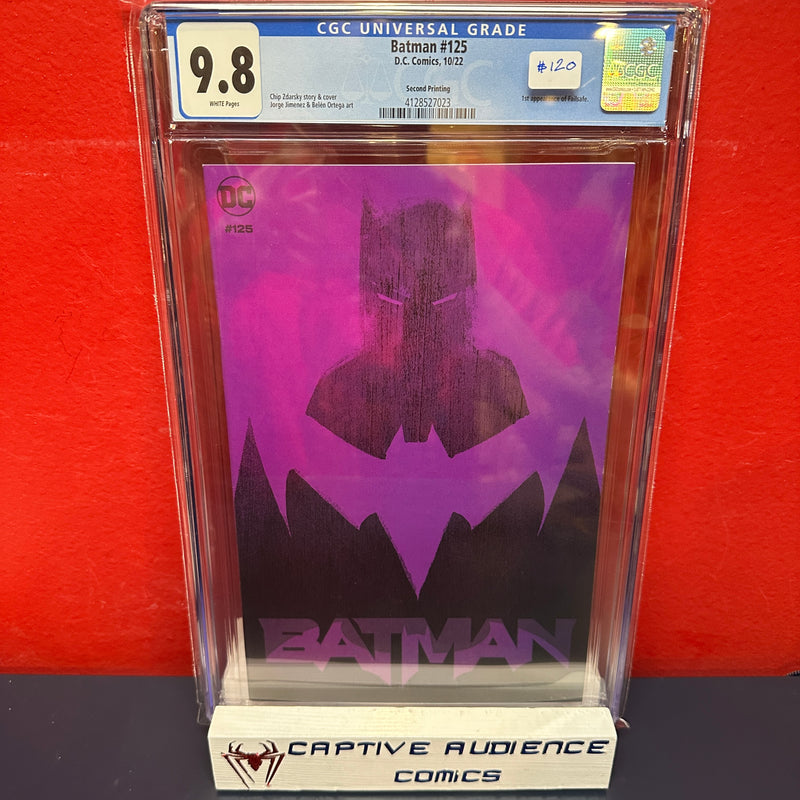 CGC UNIVERSAL GRADE
9.8
WHITE Pages
Batman #125
D.C. Comics, 10/22
Second Printing
Chip Zdarsky story & cover
Jorge Jimenez & Belén Ortega art
4128527023
#120
1st appearance of Failsafe.
CGC
DC
#125
BATMAN
CAPTIVE AUDIENCE
COMICS